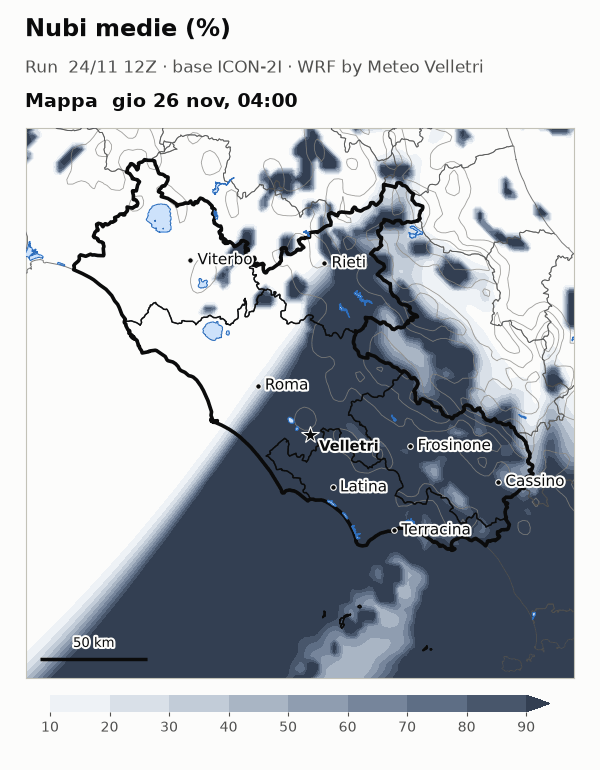 Nubi medie (%)
Run 24/11 12Z · base ICON-2I · WRF by Meteo Velletri
Mappa gio 26 nov, 04:00
Viterbo
Rieti
Roma
Velletri
Frosinone
Cassino
Latina
Terracina
50 km
10 20 30 40 50 60 70 80 90